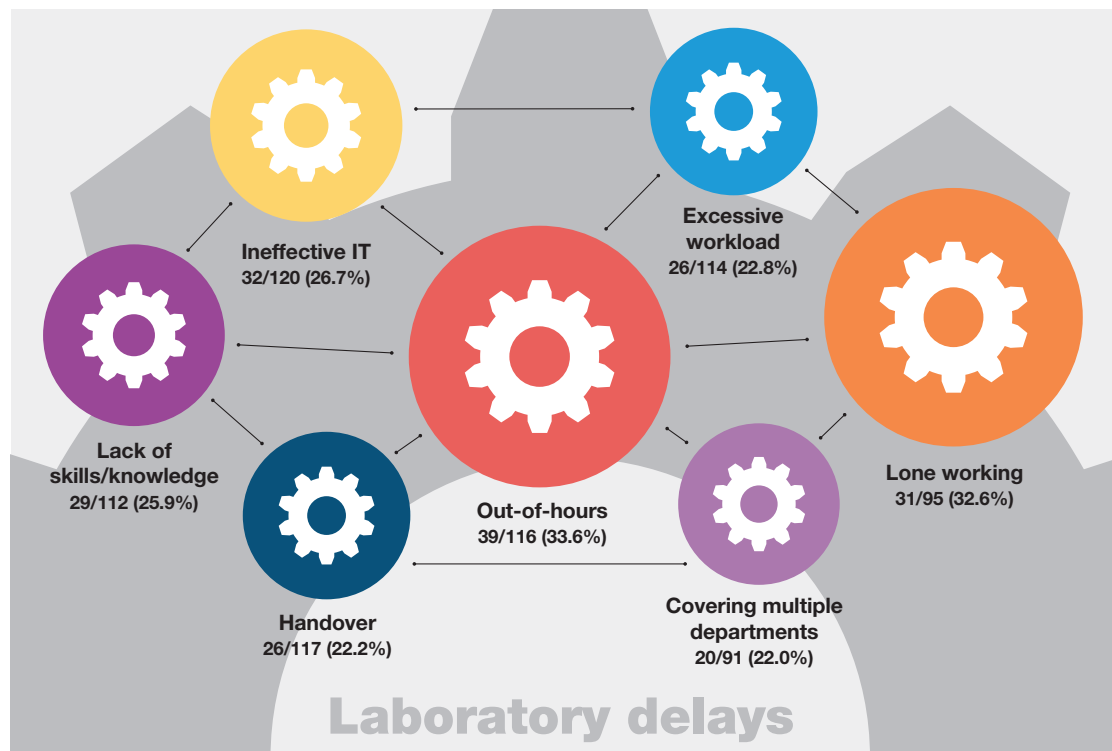 Ineffective IT
32/120 (26.7%)
Excessive
workload
26/114 (22.8%)
Lack of
skills/knowledge
29/112 (25.9%)
Out-of-hours
39/116 (33.6%)
Lone working
31/95 (32.6%)
Handover
26/117 (22.2%)
Covering multiple
departments
20/91 (22.0%)
Laboratory delays